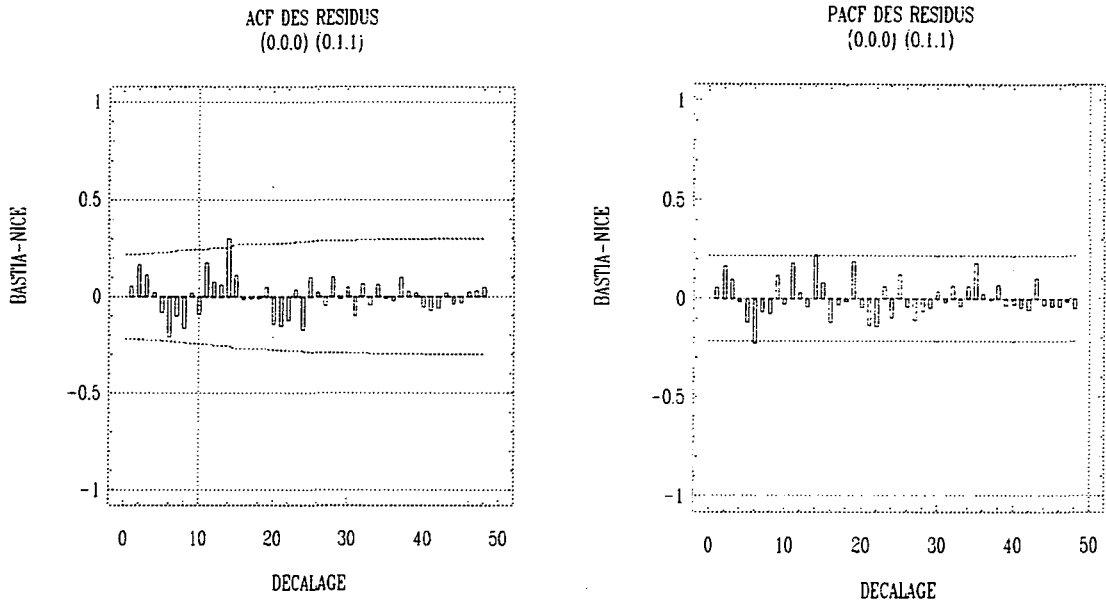 ACF DES RESIDUS
(0.0.0) (0.1.1)
1
0.5
0
-0.5
-1
BASTIA-NICE
0 10 20 30 40 50
DECALAGE
PACF DES RESIDUS
(0.0.0) (0.1.1)
1
0.5
0
-0.5
-1
BASTIA-NICE
0 10 20 30 40 50
DECALAGE